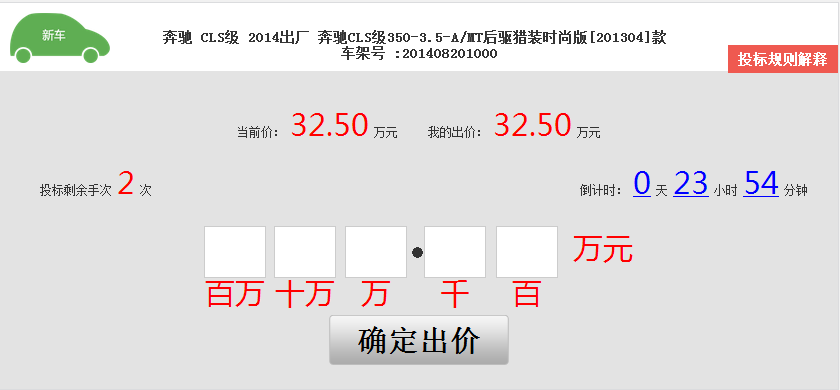 新车
奔驰 CLS级 2014出厂 奔驰CLS级350-3.5-A/MT后驱猎装时尚版[201304]款
车架号 :201408201000
投标规则解释
当前价： 32.50 万元 我的出价： 32.50 万元
投标剩余手次 2 次 倒计时： 0 天 23 小时 54 分钟
万元
百万 十万 万 千 百
确定出价